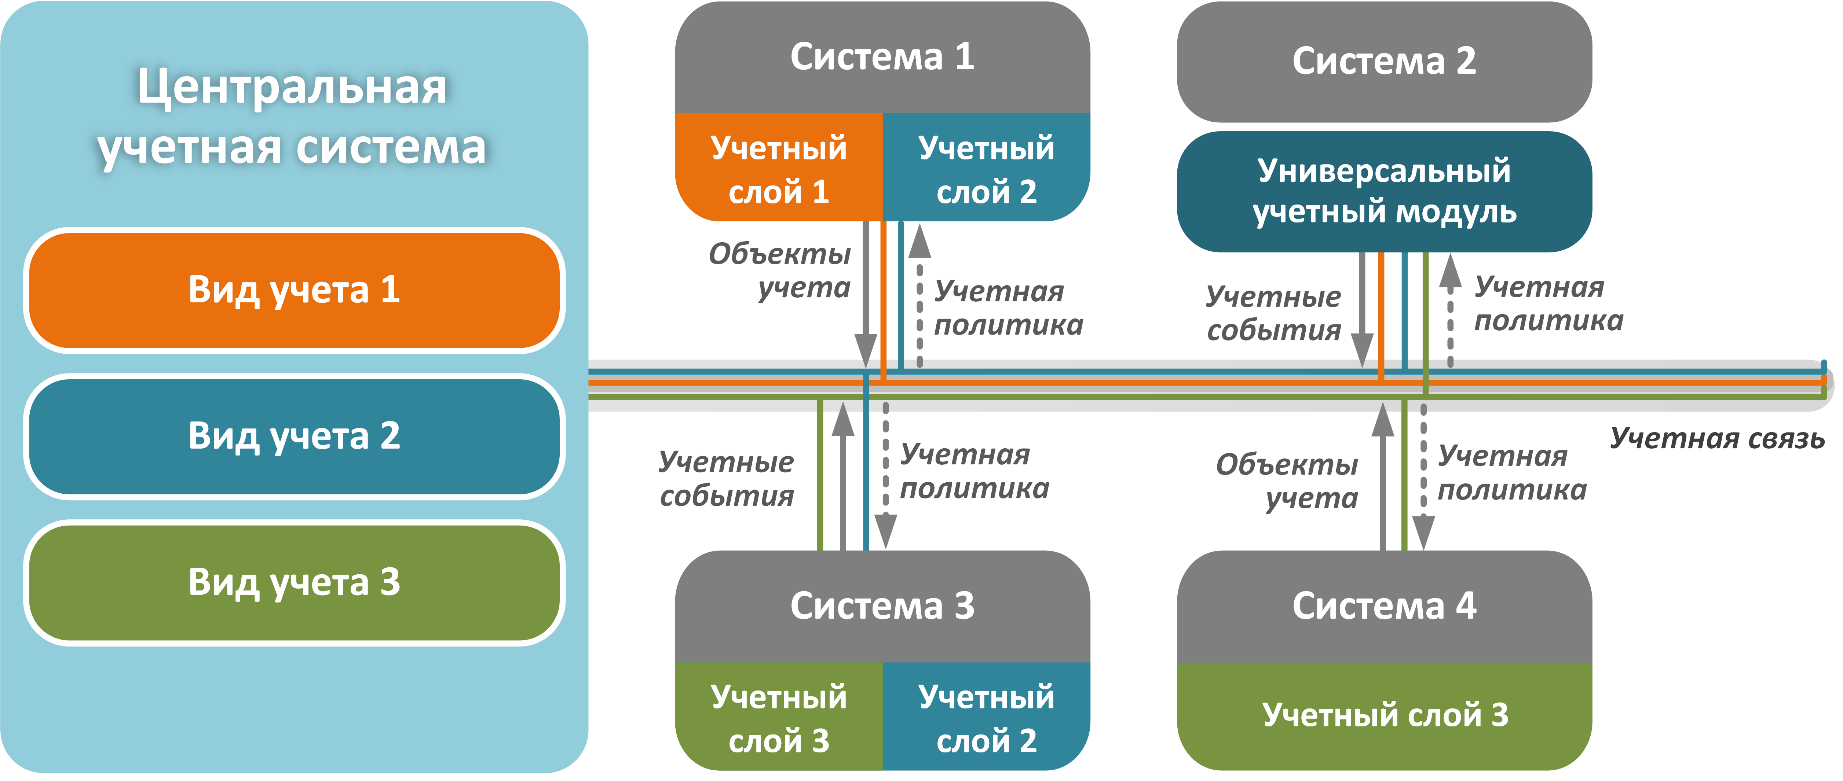 Центральная
учетная система
Вид учета 1
Вид учета 2
Вид учета 3
Система 1
Учетный
слой 1
Учетный
слой 2
Объекты
учета
Учетная
политика
Система 2
Универсальный
учетный модуль
Учетные
события
Учетная
политика
Учетная связь
Учетные
события
Учетная
политика
Система 3
Учетный
слой 3
Учетный
слой 2
Объекты
учета
Учетная
политика
Система 4
Учетный слой 3